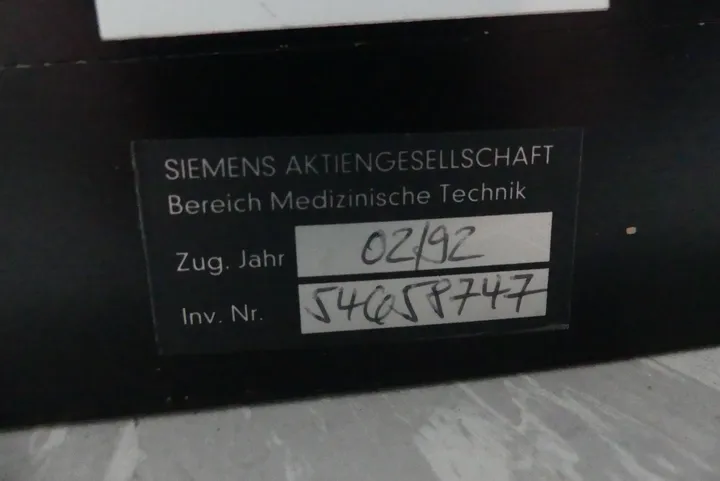 SIEMENS AKTIENGESELLSCHAFT
Bereich Medizinische Technik
Zug. Jahr 02/92
Inv. Nr. 54658747